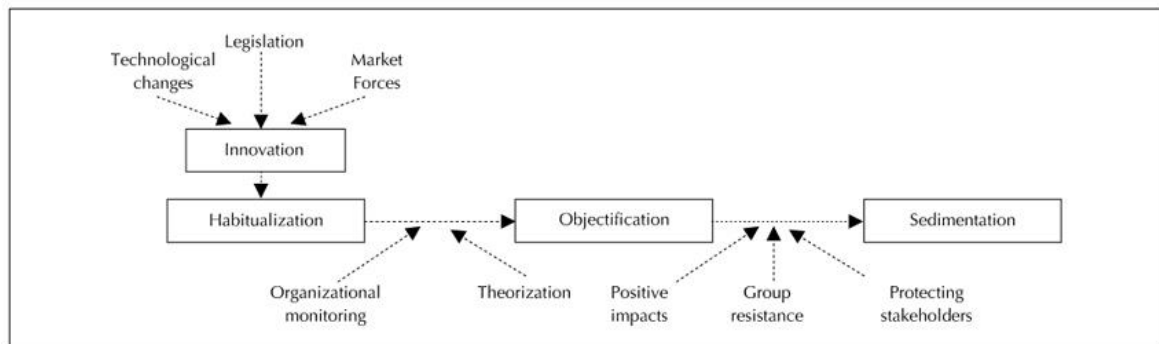 Legislation
Technological
changes
Market
Forces
Innovation
Habitualization
Objectification
Sedimentation
Organizational
monitoring
Theorization
Positive
impacts
Group
resistance
Protecting
stakeholders